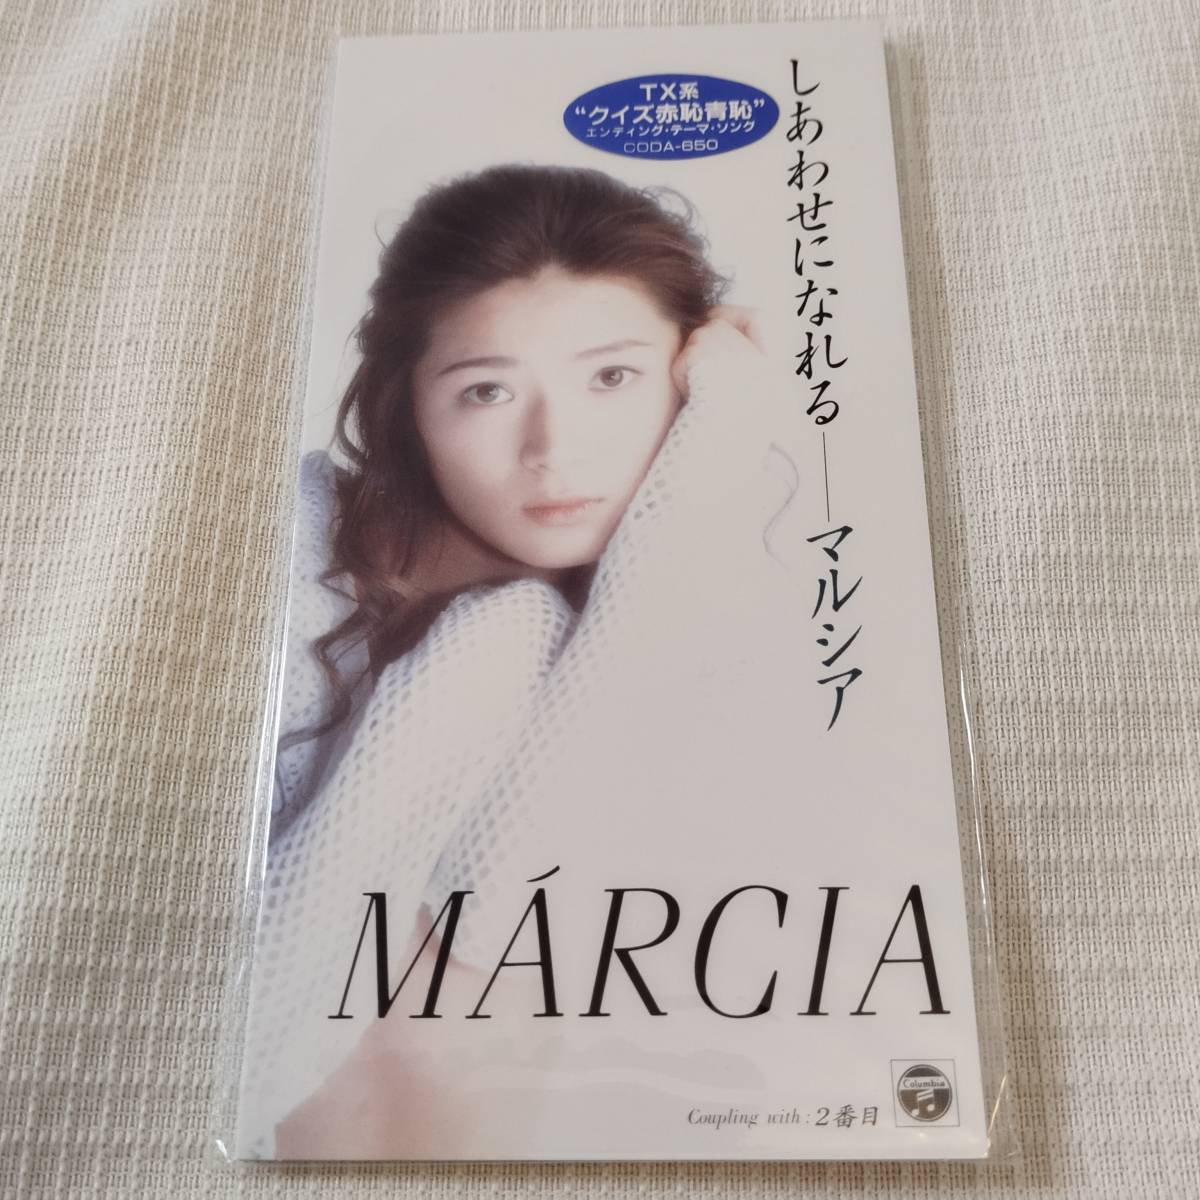 TX系
“クイズ赤恥青恥”
エンディング・テーマ・ソング
CODA-650
しあわせになれる——マルシア
MÁRCIA
Columbia
Coupling with : 2番目